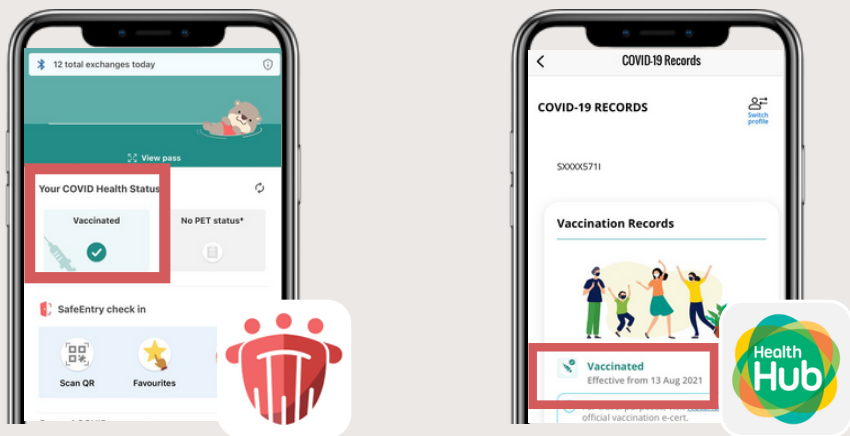 12 total exchanges today
View pass
Your COVID Health Status
Vaccinated
No PET status*
SafeEntry check in
Scan QR
Favourites
COVID-19 Records
COVID-19 RECORDS
Switch
profile
SXXXX571I
Vaccination Records
Vaccinated
Effective from 13 Aug 2021
official vaccination e-cert.
Health
Hub